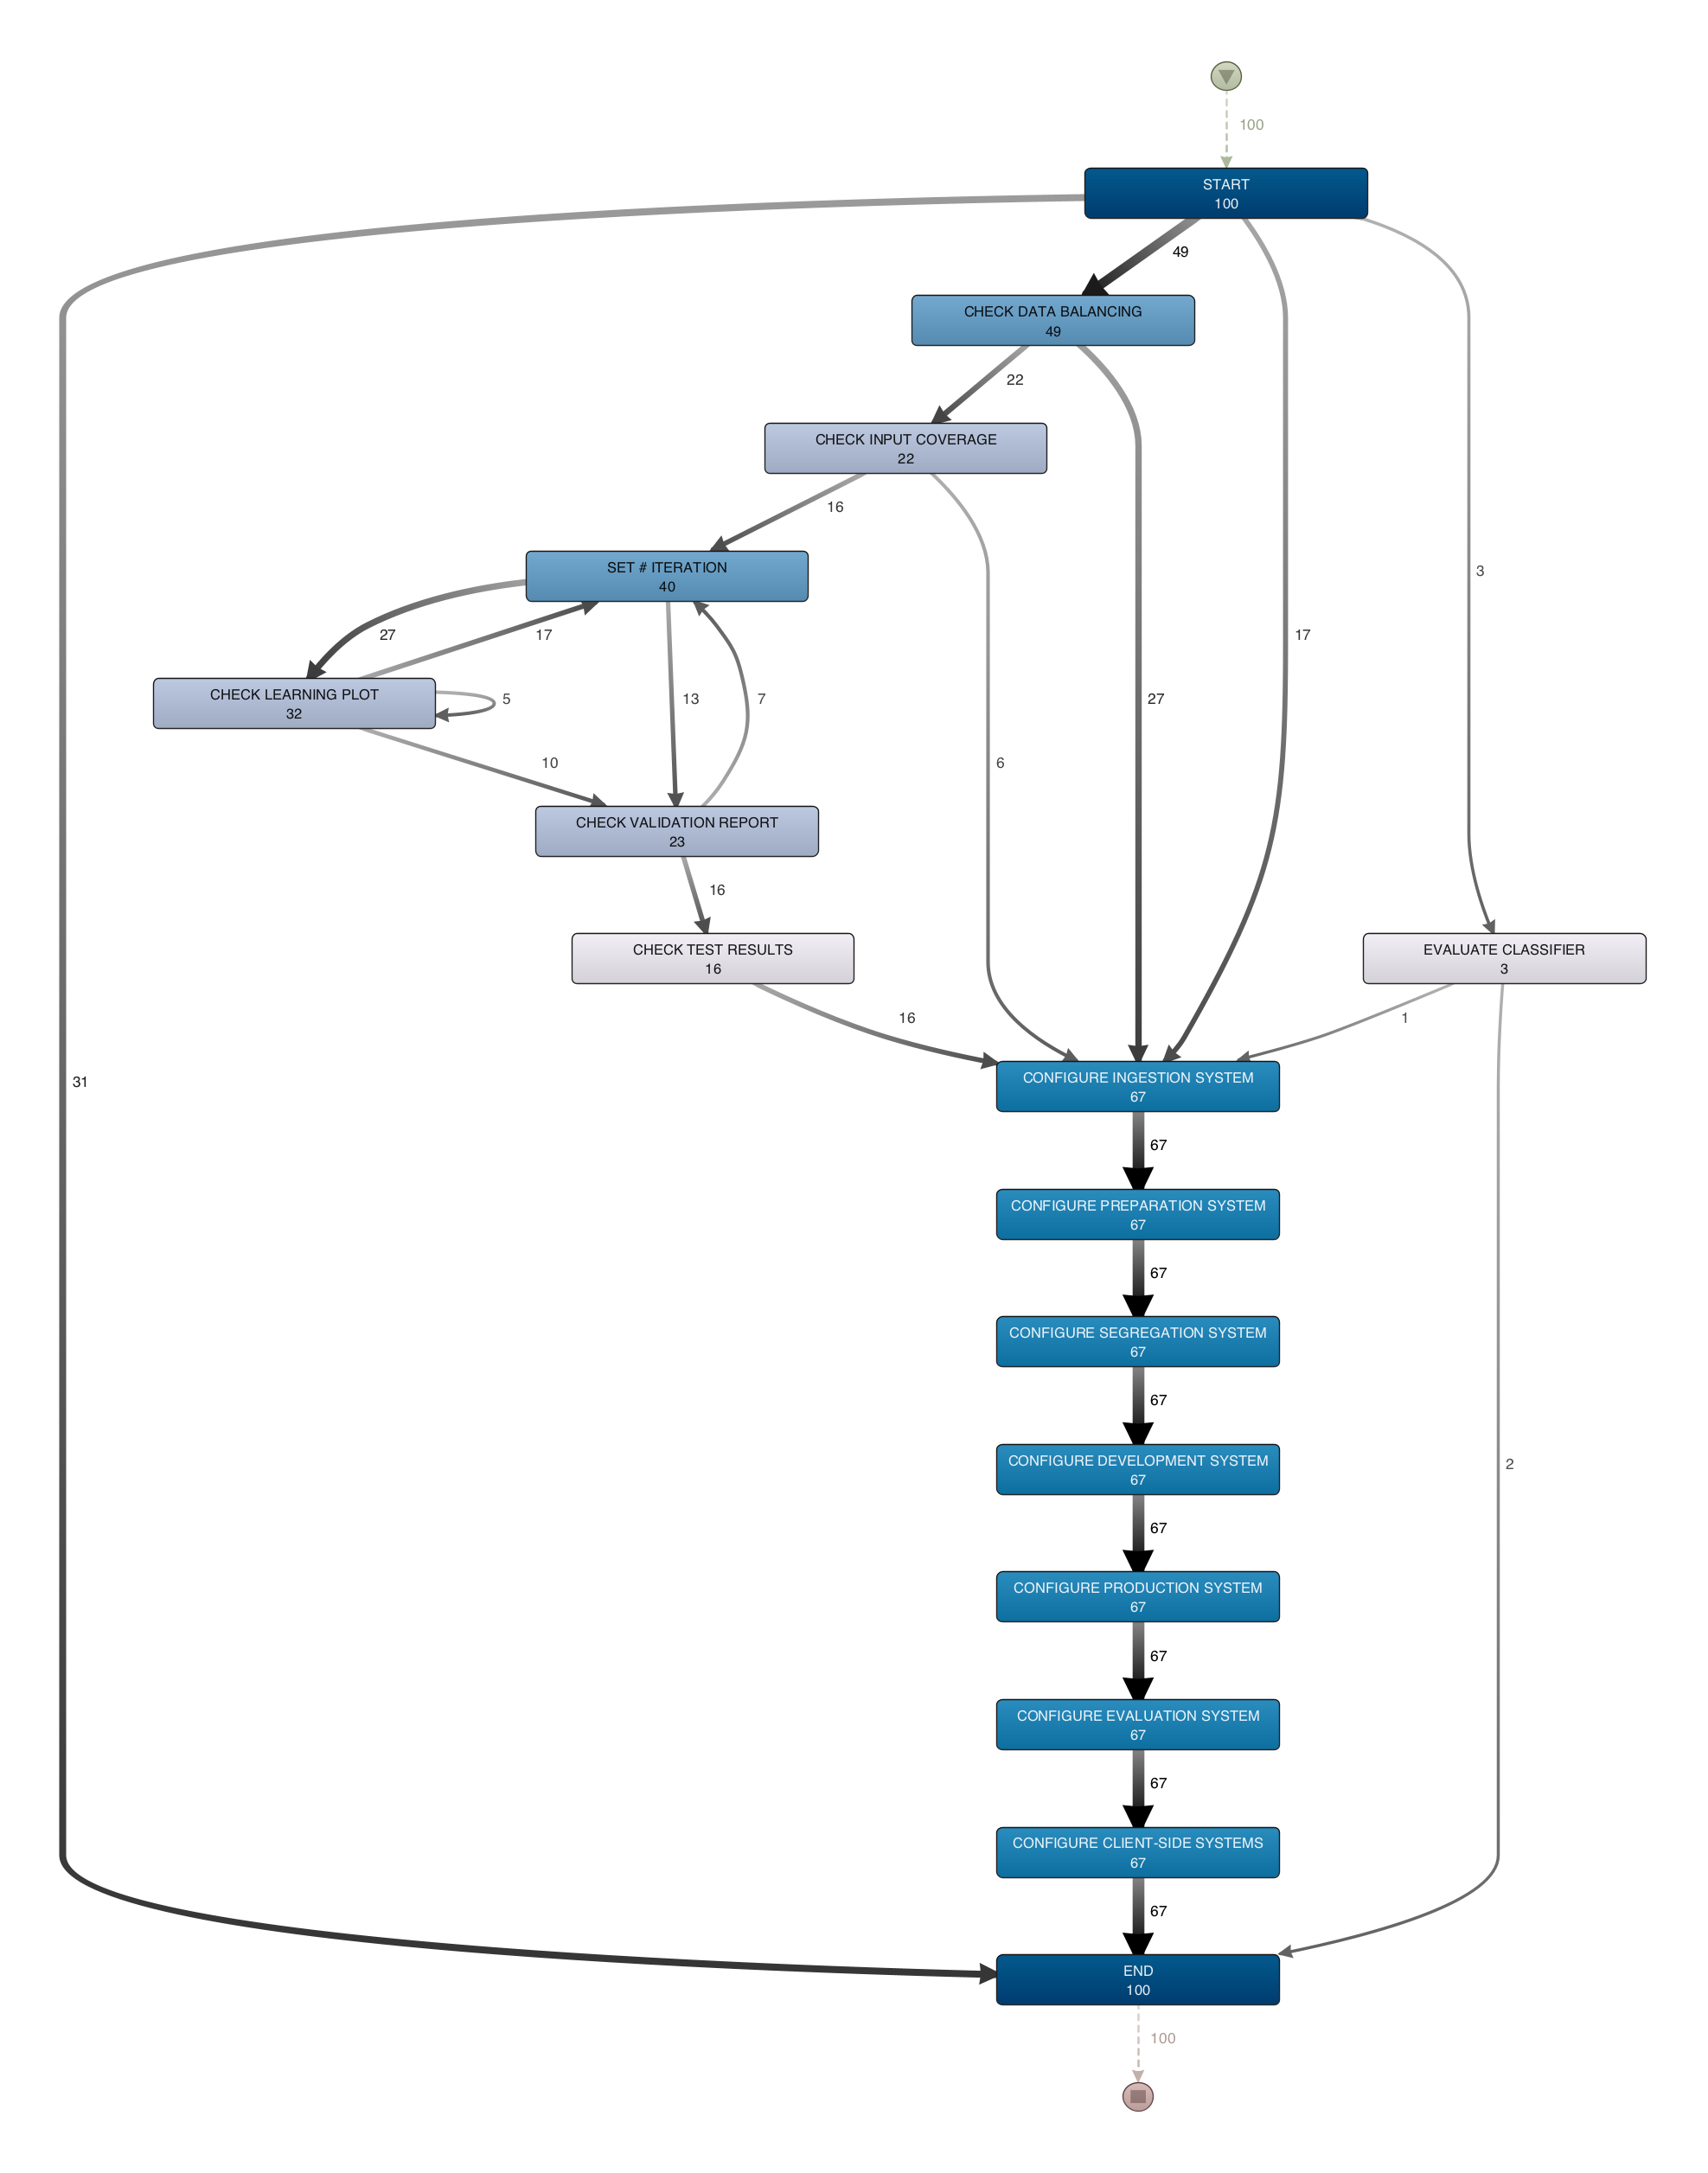 100
START
100
49
CHECK DATA BALANCING
49
22
CHECK INPUT COVERAGE
22
16
3
SET # ITERATION
40
27
17
17
CHECK LEARNING PLOT
32
5
13
7
27
10
6
CHECK VALIDATION REPORT
23
16
CHECK TEST RESULTS
16
EVALUATE CLASSIFIER
3
16
1
31
CONFIGURE INGESTION SYSTEM
67
67
CONFIGURE PREPARATION SYSTEM
67
67
CONFIGURE SEGREGATION SYSTEM
67
67
CONFIGURE DEVELOPMENT SYSTEM
67
2
67
CONFIGURE PRODUCTION SYSTEM
67
67
CONFIGURE EVALUATION SYSTEM
67
67
CONFIGURE CLIENT-SIDE SYSTEMS
67
67
END
100
100